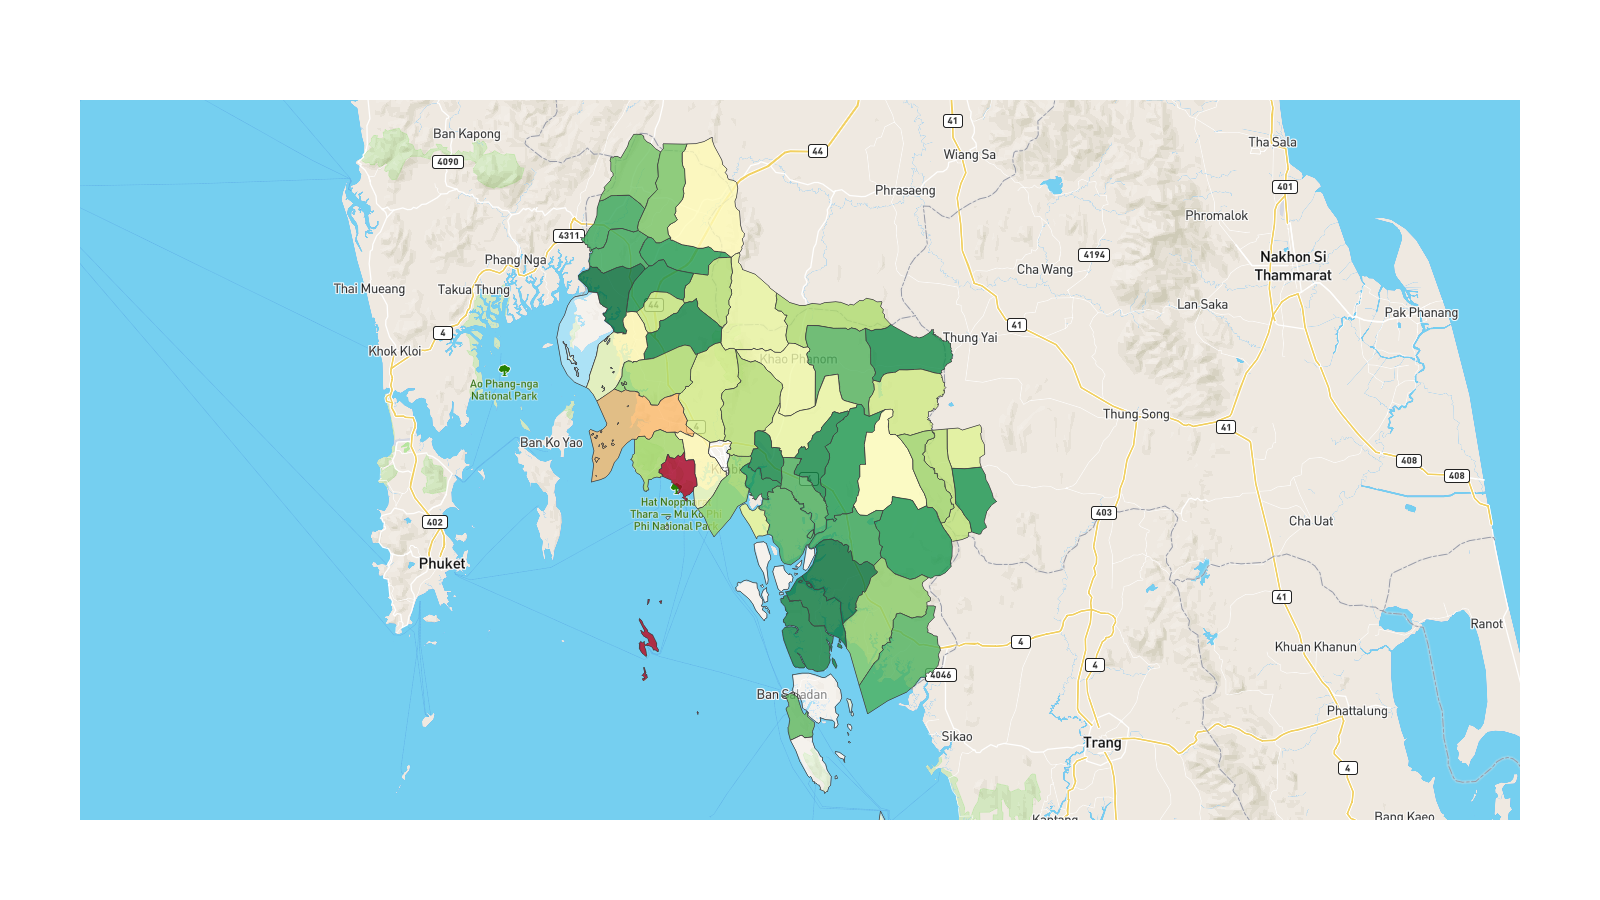 41
Ban Kapong
Tha Sala
44
Wiang Sa
4090
401
Phrasaeng
Phromalok
4311
Phang Nga
4194
Nakhon Si
Thammarat
Cha Wang
Thai Mueang
Takua Thung
44
Lan Saka
Pak Phanang
4
41
Thung Yai
Khok Kloi
Khao Phanom
Ao Phang-nga
National Park
Thung Song
4
41
Ban Ko Yao
408
408
Hat Noppha
Thara — Mu Ko Phi
Phi National Park
402
403
Cha Uat
Phuket
41
Ranot
4
Khuan Khanun
4
4046
Ban Saladan
Phattalung
Sikao
Trang
4
Kantang
Bang Kaeo